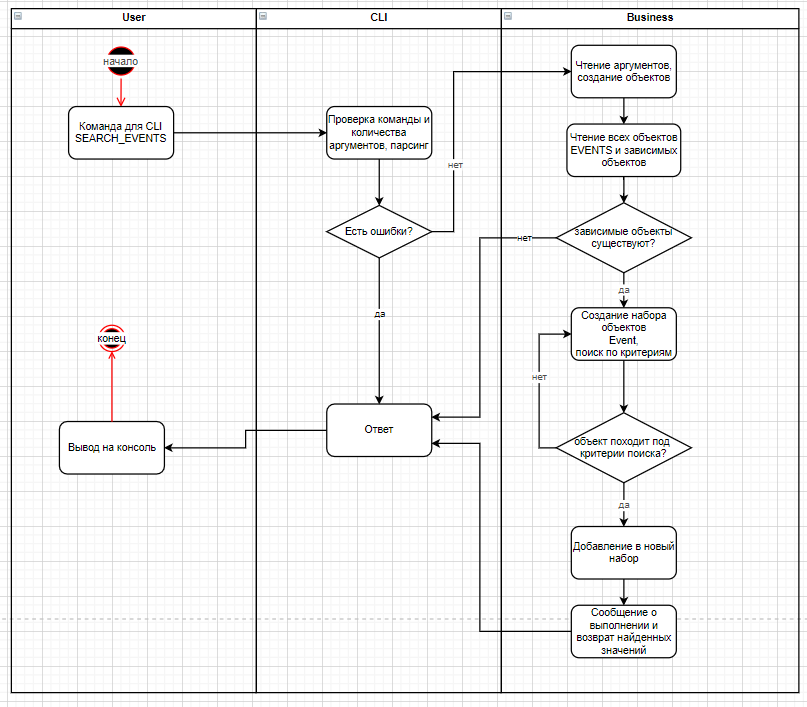 User
CLI
Business
начало
Команда для CLI
SEARCH_EVENTS
Проверка команды и
количества
аргументов, парсинг
Чтение аргументов,
создание объектов
нет
Чтение всех объектов
EVENTS и зависимых
объектов
Есть ошибки?
зависимые объекты
существуют?
нет
да
да
Создание набора
объектов
Event,
поиск по критериям
конец
нет
Ответ
Вывод на консоль
объект походит под
критерии поиска?
да
Добавление в новый
набор
Сообщение о
выполнении и
возврат найденных
значений